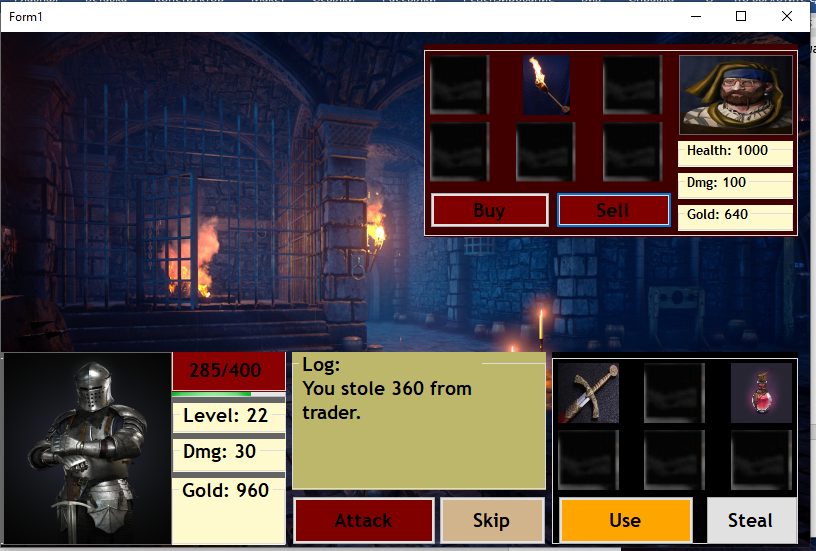 Form1
Health: 1000
Dmg: 100
Gold: 640
Buy
Sell
285/400
Level: 22
Dmg: 30
Gold: 960
Log:
You stole 360 from
trader.
Attack
Skip
Use
Steal